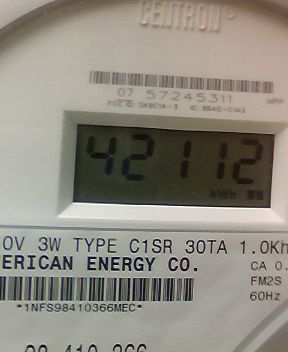 CENTRON®
07 57245311
42112
kWh
0V 3W TYPE C1SR 30TA 1.0Kh
ERICAN ENERGY CO.
CA 0.
FM2S
*1NFS98410366MEC*
60Hz